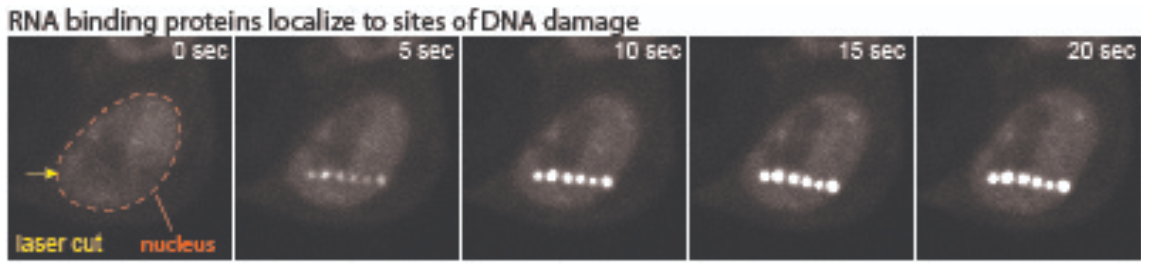 RNA binding proteins localize to sites of DNA damage
0 sec
5 sec
10 sec
15 sec
20 sec
laser cut
nucleus